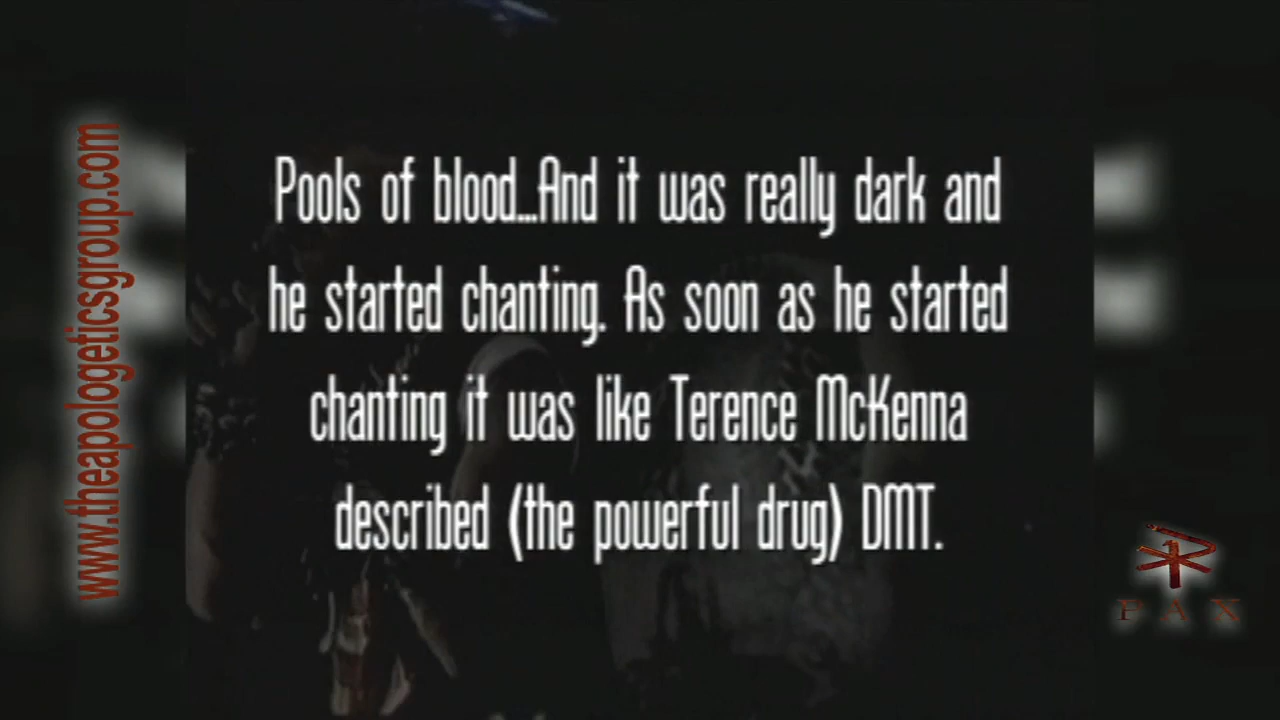 www.theapologeticsgroup.com
Pools of blood...And it was really dark and
he started chanting. As soon as he started
chanting it was like Terence McKenna
described (the powerful drug) DMT.
PAX